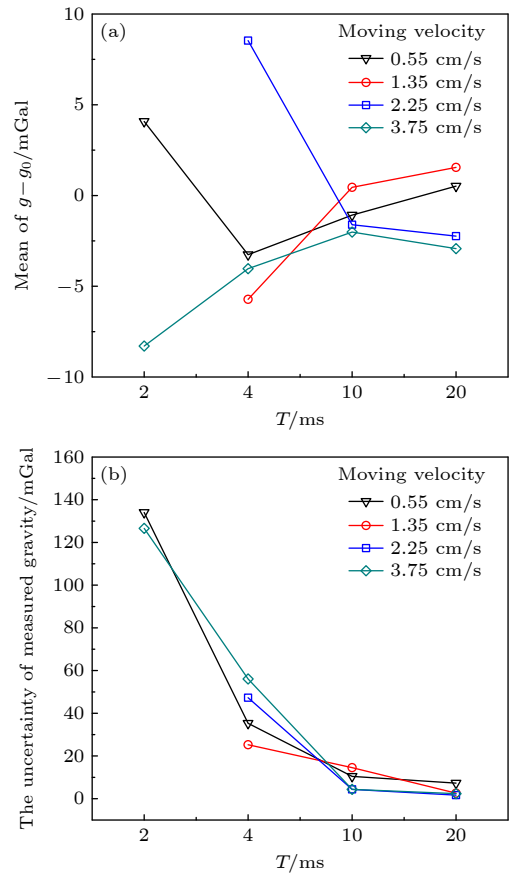 (a)
Moving velocity
0.55 cm/s
1.35 cm/s
2.25 cm/s
3.75 cm/s
Mean of g−g₀/mGal
10
5
0
−5
−10
2 4 10 20
T/ms
(b)
Moving velocity
0.55 cm/s
1.35 cm/s
2.25 cm/s
3.75 cm/s
The uncertainty of measured gravity/mGal
160
140
120
100
80
60
40
20
0
2 4 10 20
T/ms